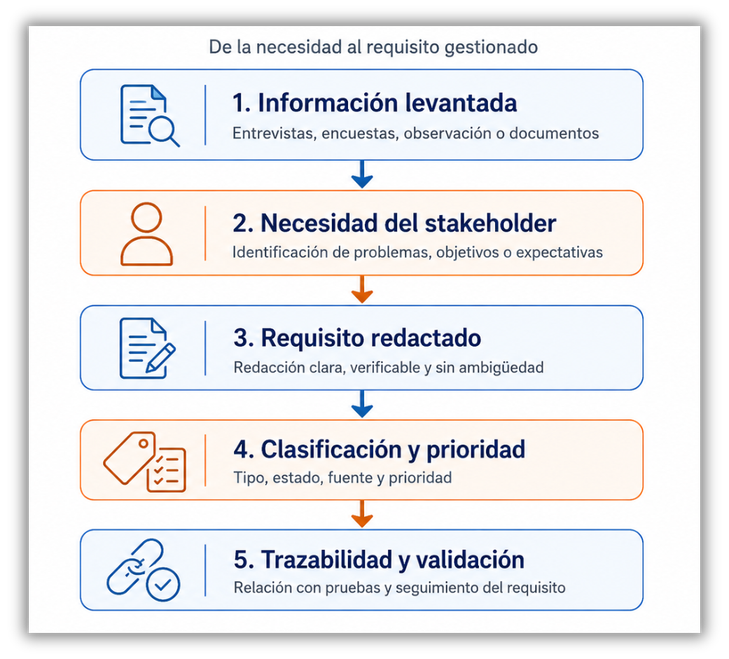 De la necesidad al requisito gestionado
1. Información levantada
Entrevistas, encuestas, observación o documentos
2. Necesidad del stakeholder
Identificación de problemas, objetivos o expectativas
3. Requisito redactado
Redacción clara, verificable y sin ambigüedad
4. Clasificación y prioridad
Tipo, estado, fuente y prioridad
5. Trazabilidad y validación
Relación con pruebas y seguimiento del requisito